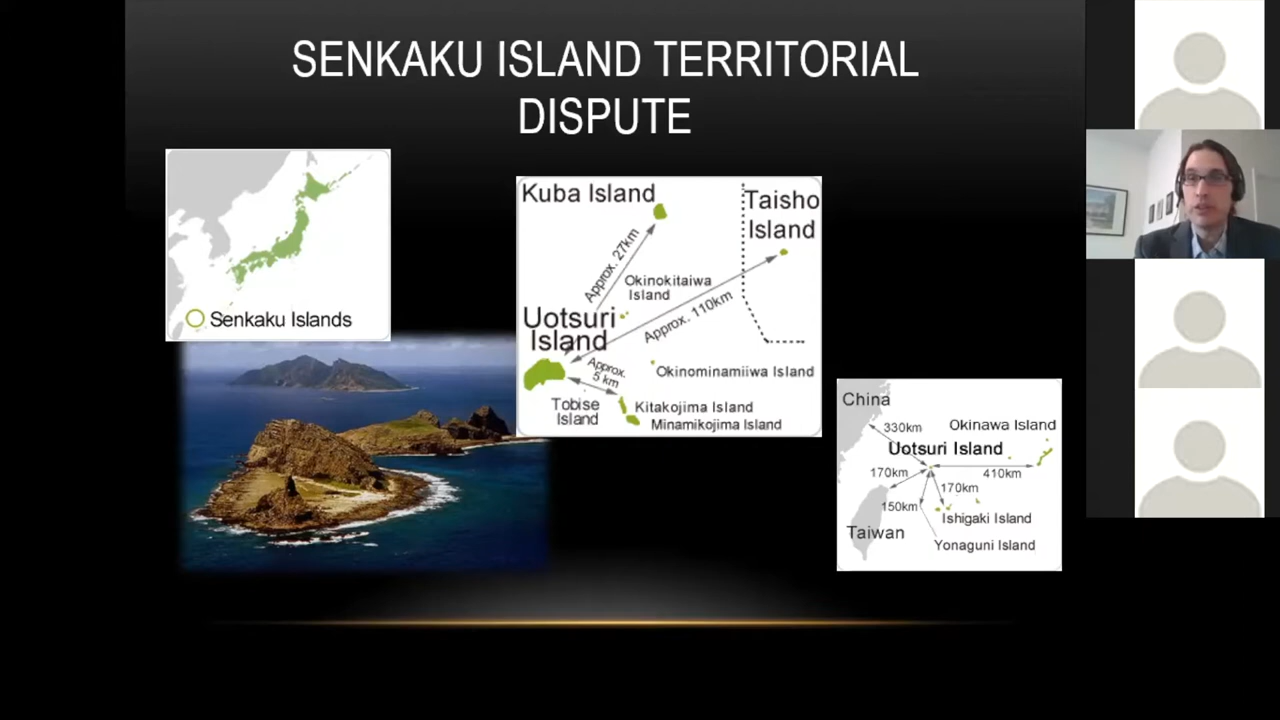 SENKAKU ISLAND TERRITORIAL
DISPUTE
Senkaku Islands
Kuba Island
Taisho
Island
Approx. 27km
Okinokitaiwa
Island
Approx. 110km
Uotsuri
Island
Approx.
5 km
Okinominamiiwa Island
Tobise
Island
Kitakojima Island
Minamikojima Island
China
330km
Okinawa Island
Uotsuri Island
170km
410km
170km
150km
Ishigaki Island
Taiwan
Yonaguni Island